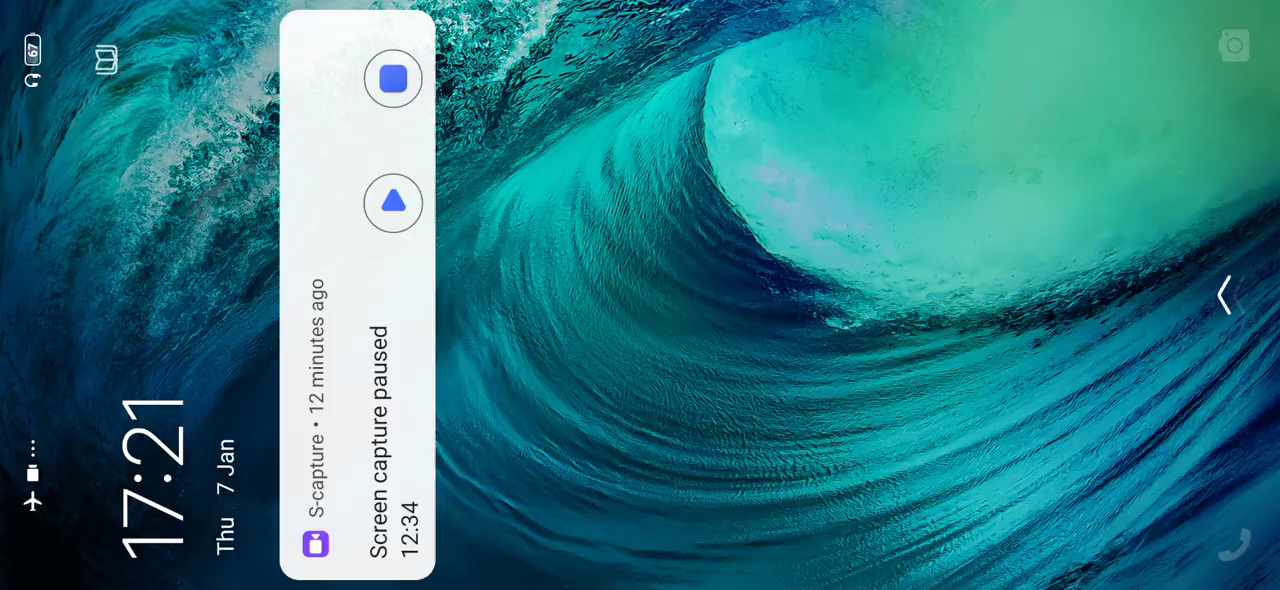 67
17:21
Thu 7 Jan
S-capture • 12 minutes ago
Screen capture paused
12:34